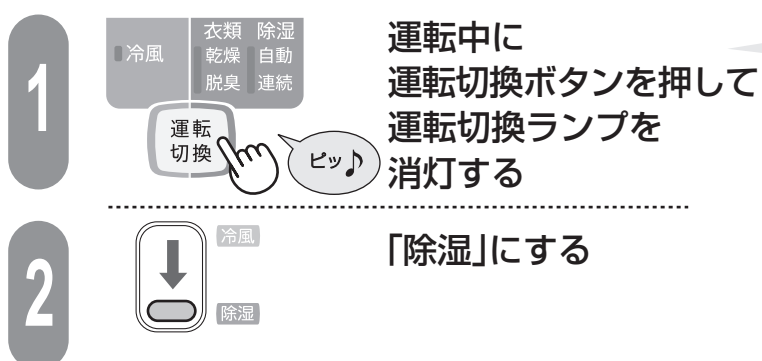 1
冷風
衣類 除湿
乾燥 自動
脱臭 連続
運転
切換
ピッ♪
運転中に
運転切換ボタンを押して
運転切換ランプを
消灯する
2
冷風
除湿
「除湿」にする